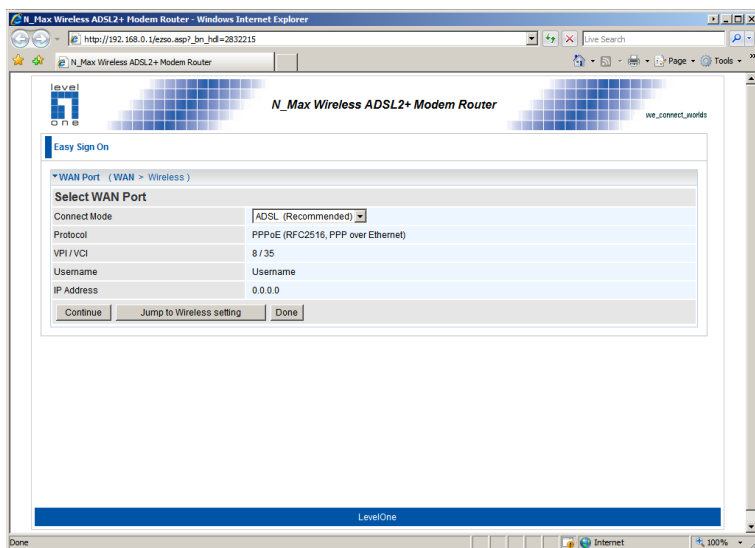 N_Max Wireless ADSL2+ Modem Router - Windows Internet Explorer
http://192.168.0.1/ezso.asp?_bn_hdl=2832215
Live Search
N_Max Wireless ADSL2+ Modem Router
Page
Tools
level
one
N_Max Wireless ADSL2+ Modem Router
we_connect_worlds
Easy Sign On
WAN Port ( WAN > Wireless )
Select WAN Port
Connect Mode ADSL (Recommended)
Protocol PPPoE (RFC2516, PPP over Ethernet)
VPI / VCI 8 / 35
Username Username
IP Address 0.0.0.0
Continue Jump to Wireless setting Done
LevelOne
Done Internet 100%